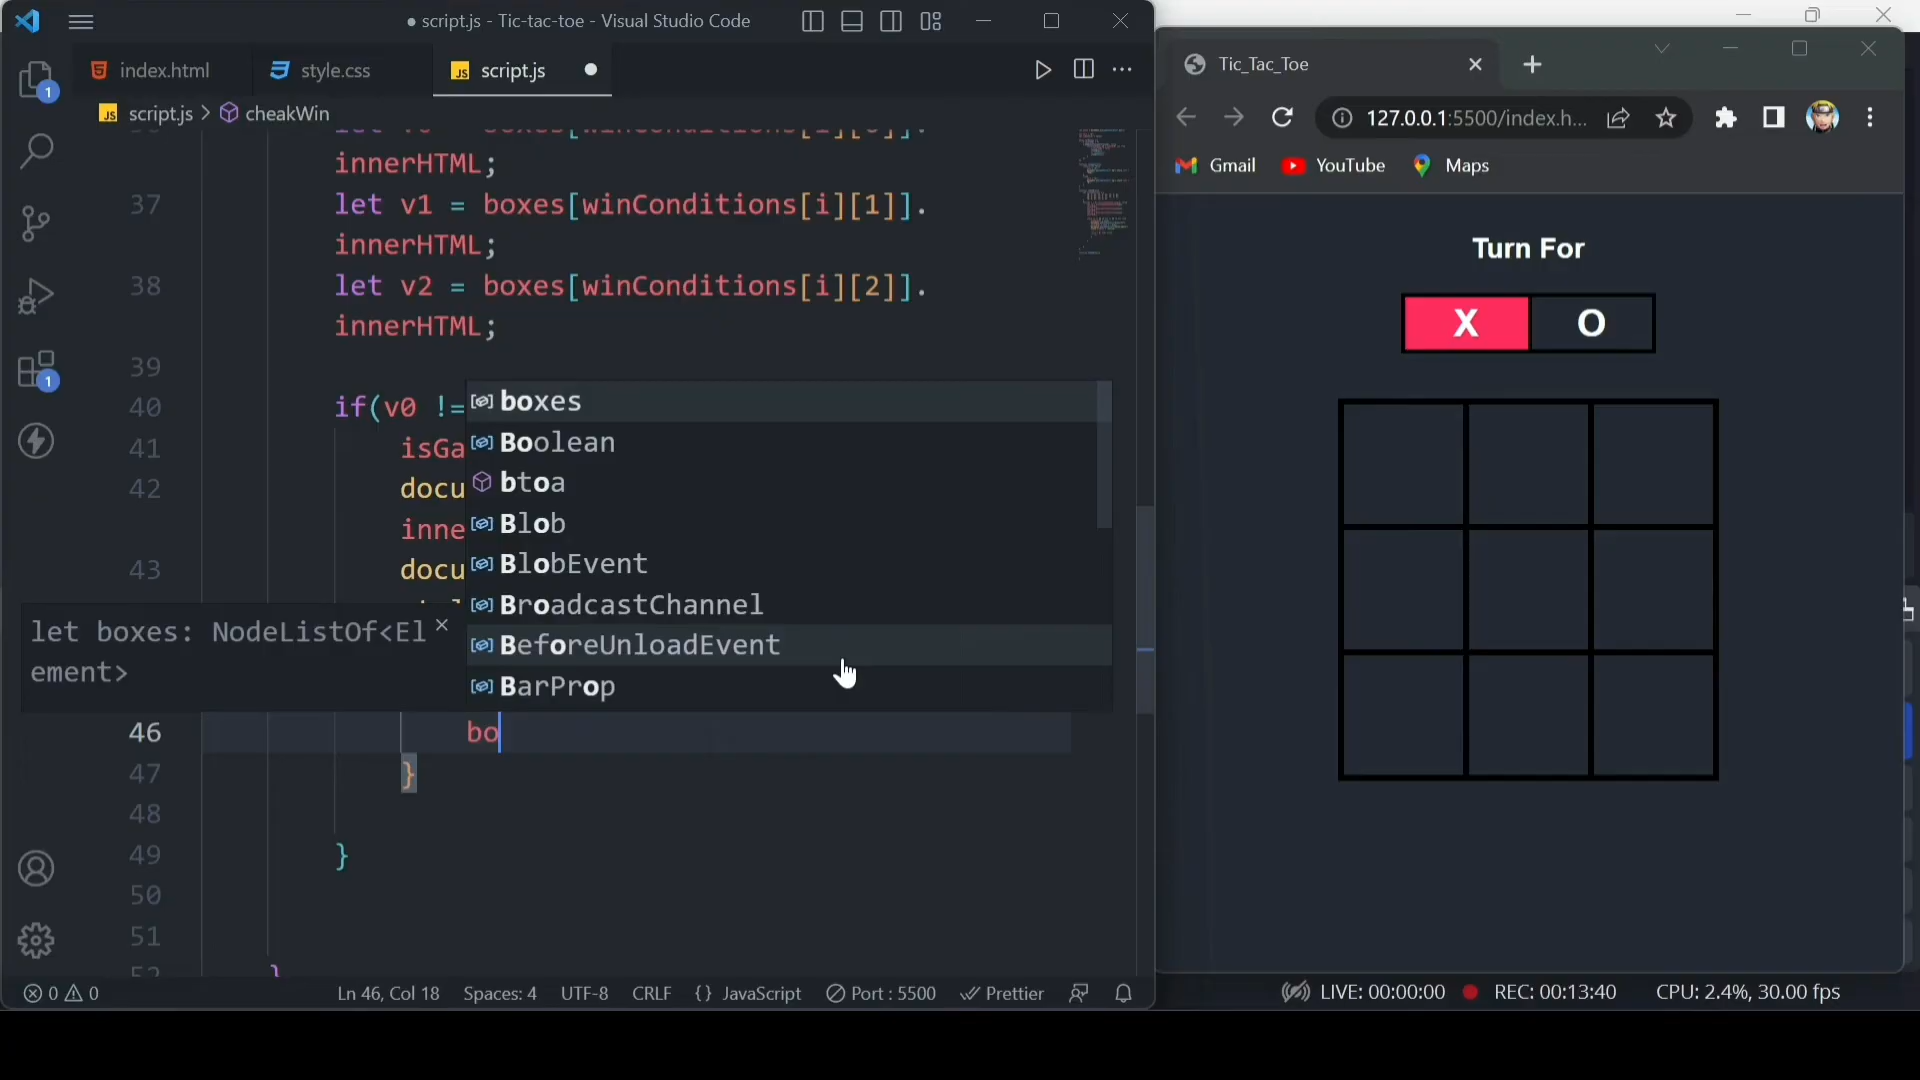 script.js - Tic-tac-toe - Visual Studio Code
index.html
style.css
script.js
script.js > cheakWin
innerHTML;
37 let v1 = boxes[winConditions[i][1]].
innerHTML;
38 let v2 = boxes[winConditions[i][2]].
innerHTML;
39
40 if(v0 !=
41 isGa
42 docu
inne
43 docu
boxes
Boolean
btoa
Blob
BlobEvent
BroadcastChannel
BeforeUnloadEvent
BarProp
let boxes: NodeListOf<El
ement>
46 bo
47 }
48
49 }
50
51
52 }
1
1
0 0
Ln 46, Col 18
Spaces: 4
UTF-8
CRLF
{} JavaScript
Port : 5500
Prettier
Tic_Tac_Toe
127.0.0.1:5500/index.h...
Gmail
YouTube
Maps
Turn For
X O
LIVE: 00:00:00
REC: 00:13:40
CPU: 2.4%, 30.00 fps